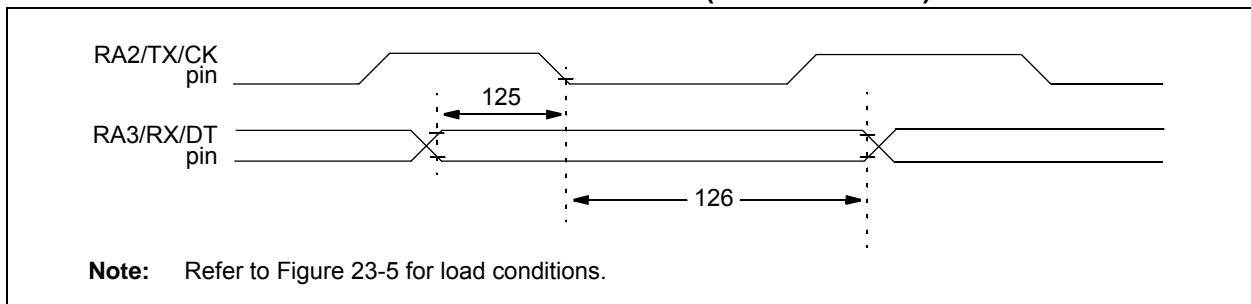 RA2/TX/CK
pin
125
RA3/RX/DT
pin
126
Note: Refer to Figure 23-5 for load conditions.